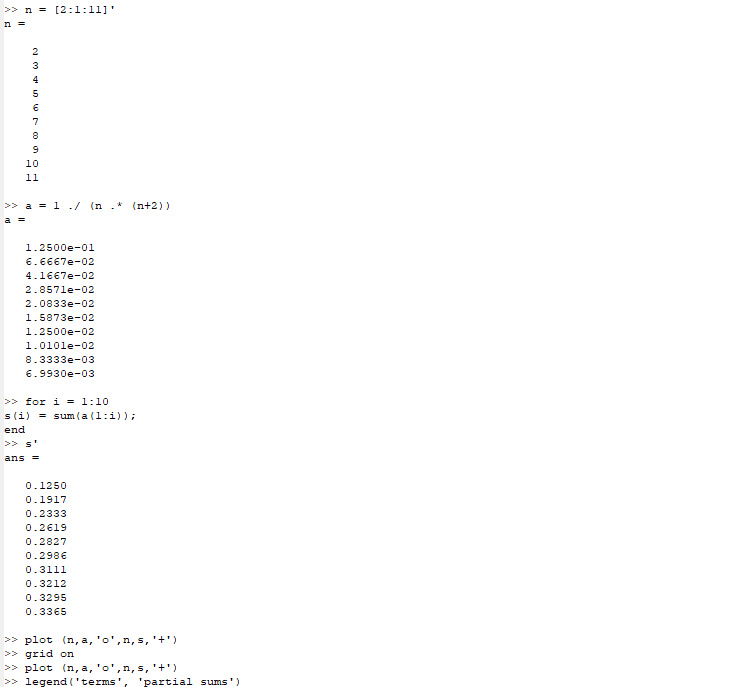 >> n = [2:1:11]'
n =
2
3
4
5
6
7
8
9
10
11
>> a = 1 ./ (n .* (n+2))
a =
1.2500e-01
6.6667e-02
4.1667e-02
2.8571e-02
2.0833e-02
1.5873e-02
1.2500e-02
1.0101e-02
8.3333e-03
6.9930e-03
>> for i = 1:10
s(i) = sum(a(1:i));
end
>> s'
ans =
0.1250
0.1917
0.2333
0.2619
0.2827
0.2986
0.3111
0.3212
0.3295
0.3365
>> plot (n,a,'o',n,s,'+')
>> grid on
>> plot (n,a,'o',n,s,'+')
>> legend('terms', 'partial sums')